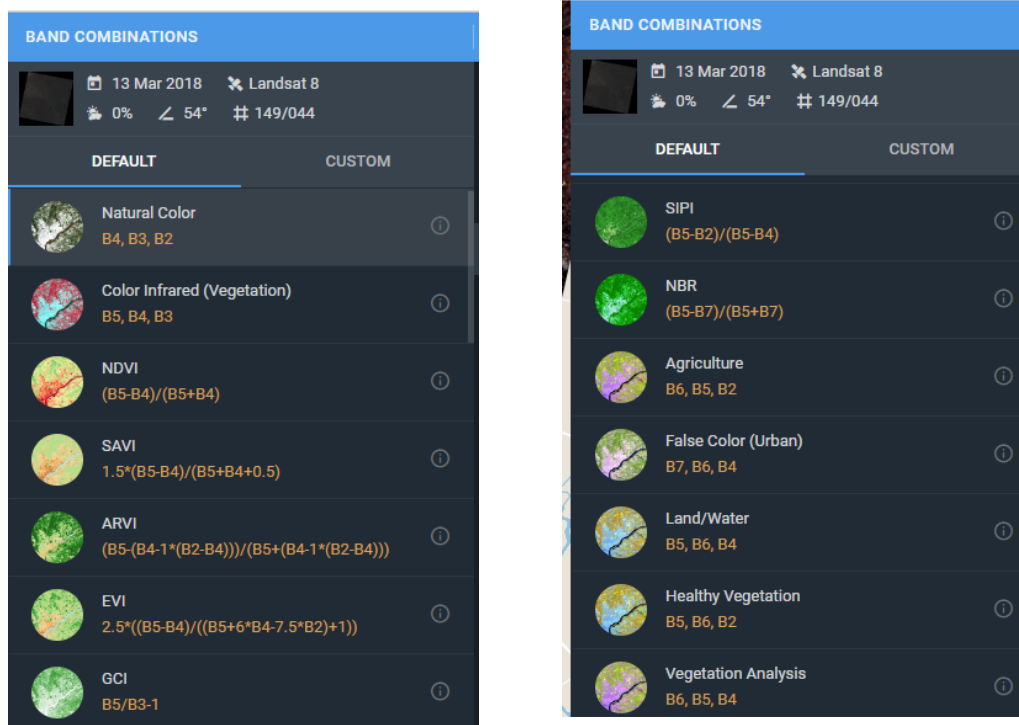 BAND COMBINATIONS
13 Mar 2018 Landsat 8
0% 54° 149/044
DEFAULT CUSTOM
Natural Color
B4, B3, B2
Color Infrared (Vegetation)
B5, B4, B3
NDVI
(B5-B4)/(B5+B4)
SAVI
1.5*(B5-B4)/(B5+B4+0.5)
ARVI
(B5-(B4-1*(B2-B4)))/(B5+(B4-1*(B2-B4)))
EVI
2.5*((B5-B4)/((B5+6*B4-7.5*B2)+1))
GCI
B5/B3-1
BAND COMBINATIONS
13 Mar 2018 Landsat 8
0% 54° 149/044
DEFAULT CUSTOM
SIPI
(B5-B2)/(B5-B4)
NBR
(B5-B7)/(B5+B7)
Agriculture
B6, B5, B2
False Color (Urban)
B7, B6, B4
Land/Water
B5, B6, B4
Healthy Vegetation
B5, B6, B2
Vegetation Analysis
B6, B5, B4